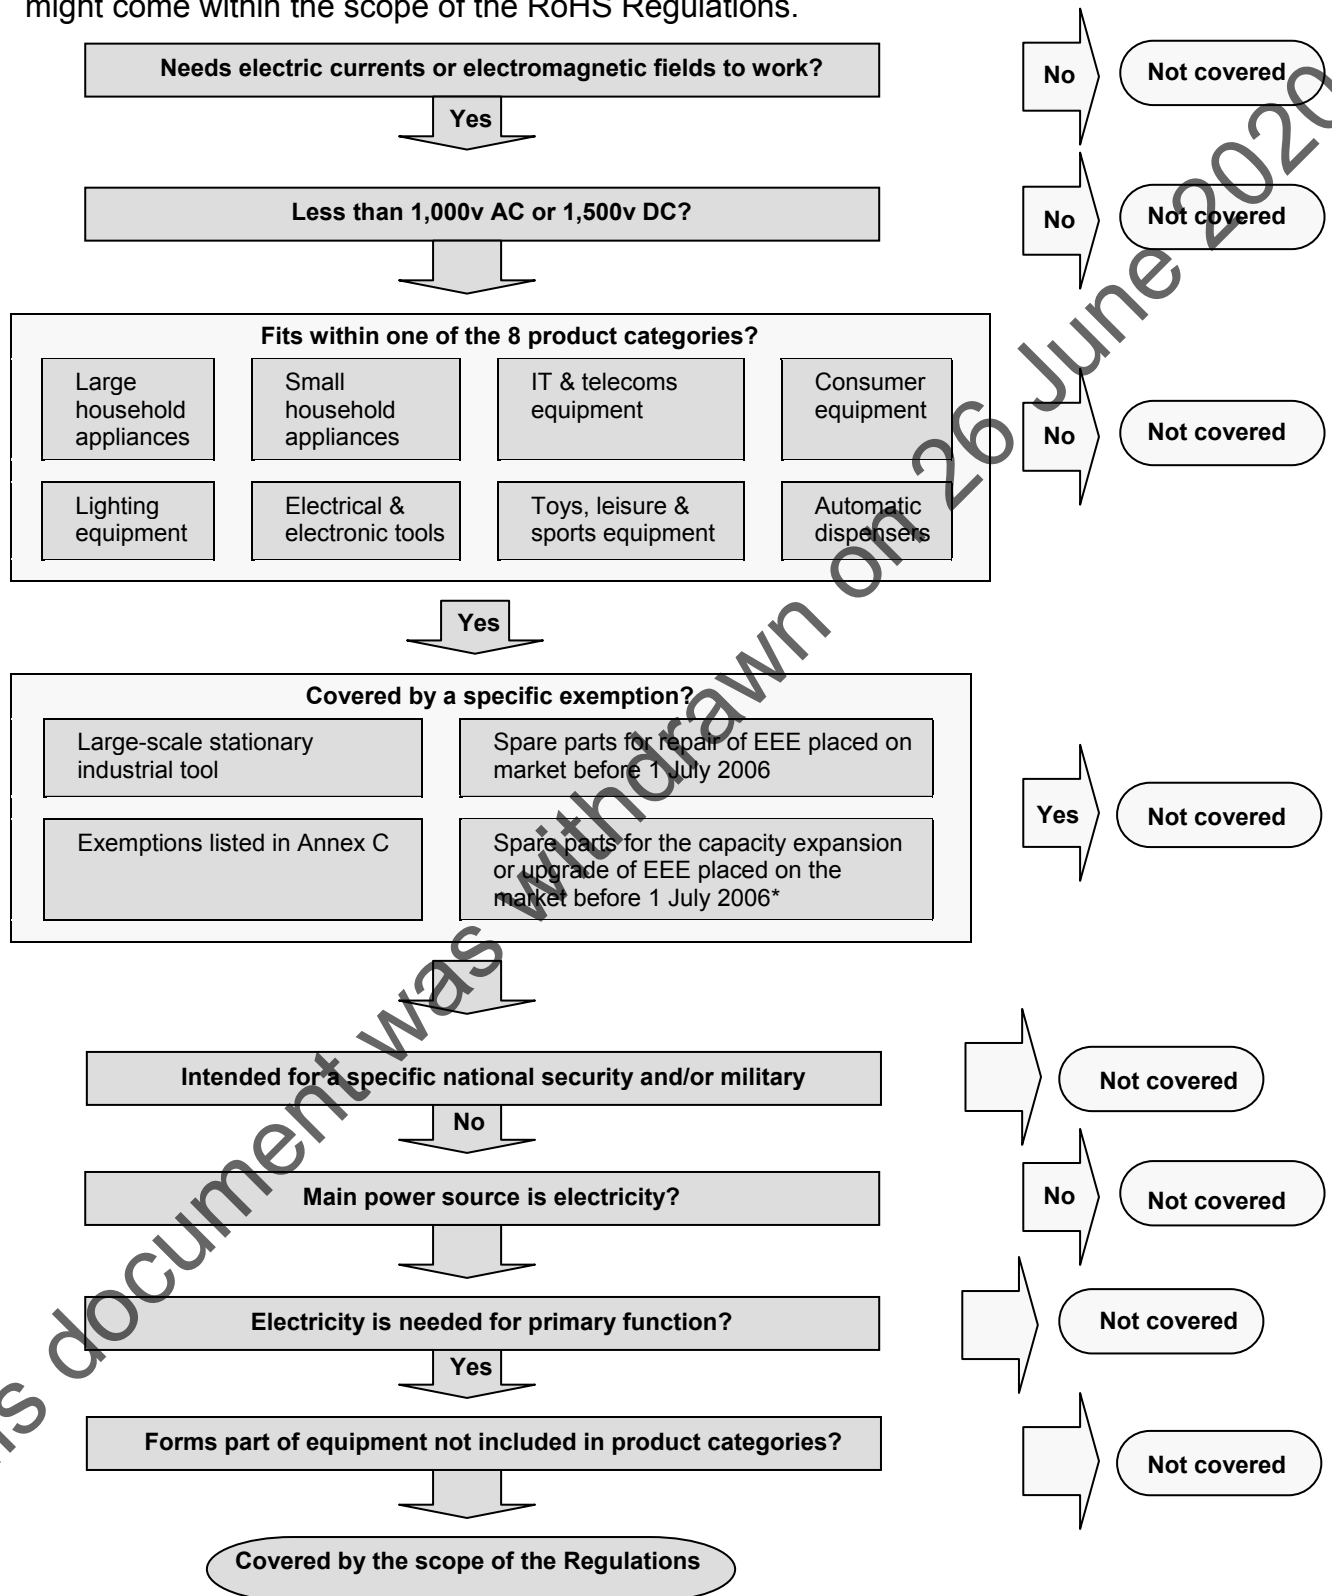 might come within the scope of the RoHS Regulations.
Needs electric currents or electromagnetic fields to work?
No
Not covered
Yes
Less than 1,000v AC or 1,500v DC?
No
Not covered
Fits within one of the 8 product categories?
Large
household
appliances
Small
household
appliances
IT & telecoms
equipment
Consumer
equipment
No
Not covered
Lighting
equipment
Electrical &
electronic tools
Toys, leisure &
sports equipment
Automatic
dispensers
Yes
Covered by a specific exemption?
Large-scale stationary
industrial tool
Spare parts for repair of EEE placed on
market before 1 July 2006
Yes
Not covered
Exemptions listed in Annex C
Spare parts for the capacity expansion
or upgrade of EEE placed on the
market before 1 July 2006*
Intended for a specific national security and/or military
Not covered
No
Main power source is electricity?
No
Not covered
Electricity is needed for primary function?
Not covered
Yes
Forms part of equipment not included in product categories?
Not covered
Covered by the scope of the Regulations
is document was withdrawn on 26 June 2020